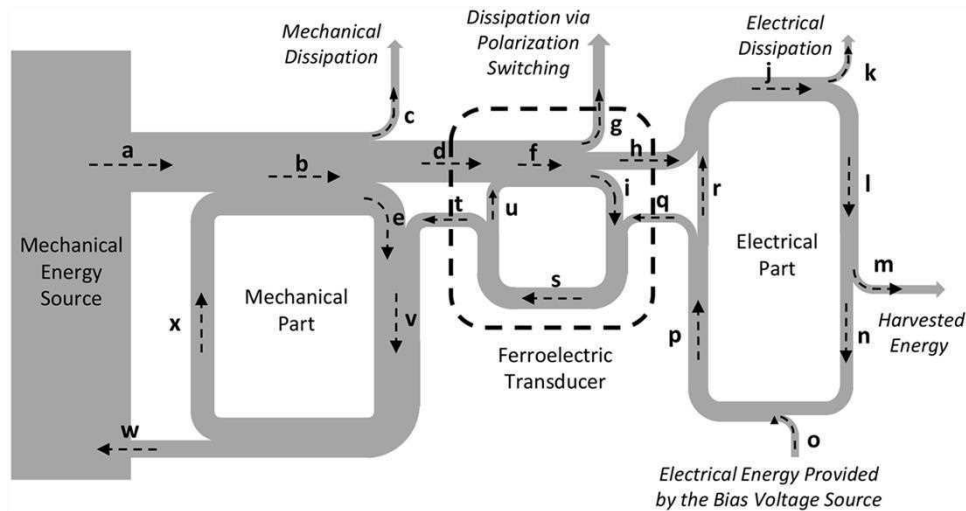 Mechanical
Dissipation
Dissipation via
Polarization
Switching
Electrical
Dissipation
j
k
c
g
a
b
d
f
h
i
e
t
u
q
r
l
Mechanical
Energy
Source
Mechanical
Part
Electrical
Part
s
m
x
v
p
n
Harvested
Energy
Ferroelectric
Transducer
w
o
Electrical Energy Provided
by the Bias Voltage Source